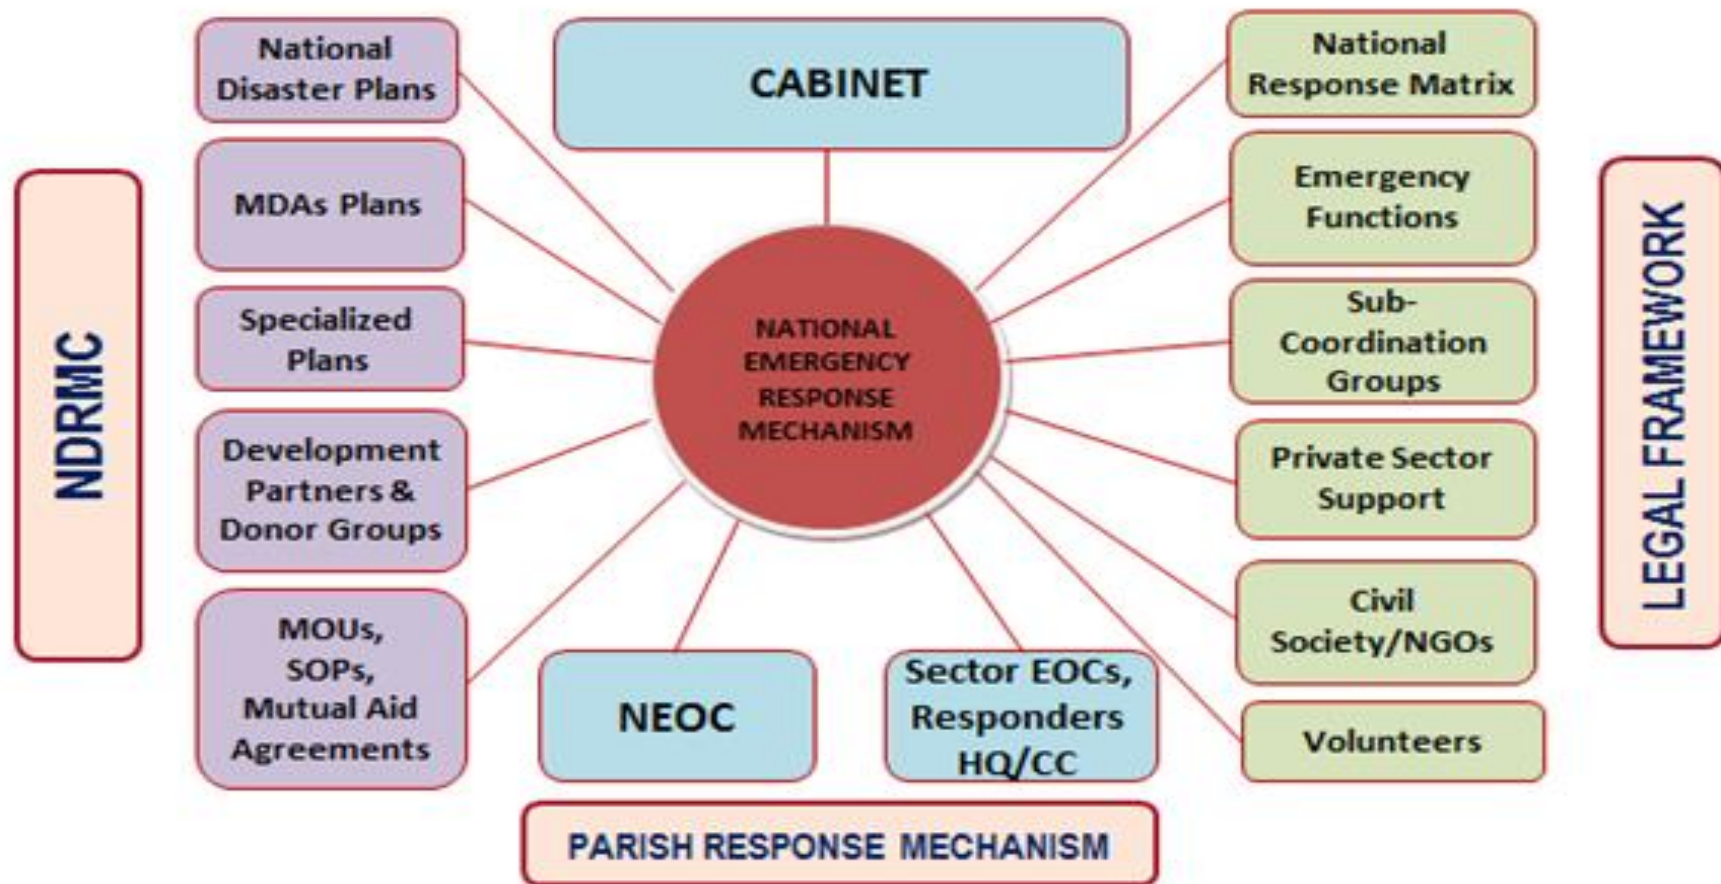 National
Disaster Plans
MDAs Plans
Specialized
Plans
Development
Partners &
Donor Groups
MOUs,
SOPs,
Mutual Aid
Agreements
NDRMC
CABINET
NATIONAL
EMERGENCY
RESPONSE
MECHANISM
NEOC
Sector EOCs,
Responders
HQ/CC
PARISH RESPONSE MECHANISM
National
Response Matrix
Emergency
Functions
Sub-
Coordination
Groups
Private Sector
Support
Civil
Society/NGOs
Volunteers
LEGAL FRAMEWORK